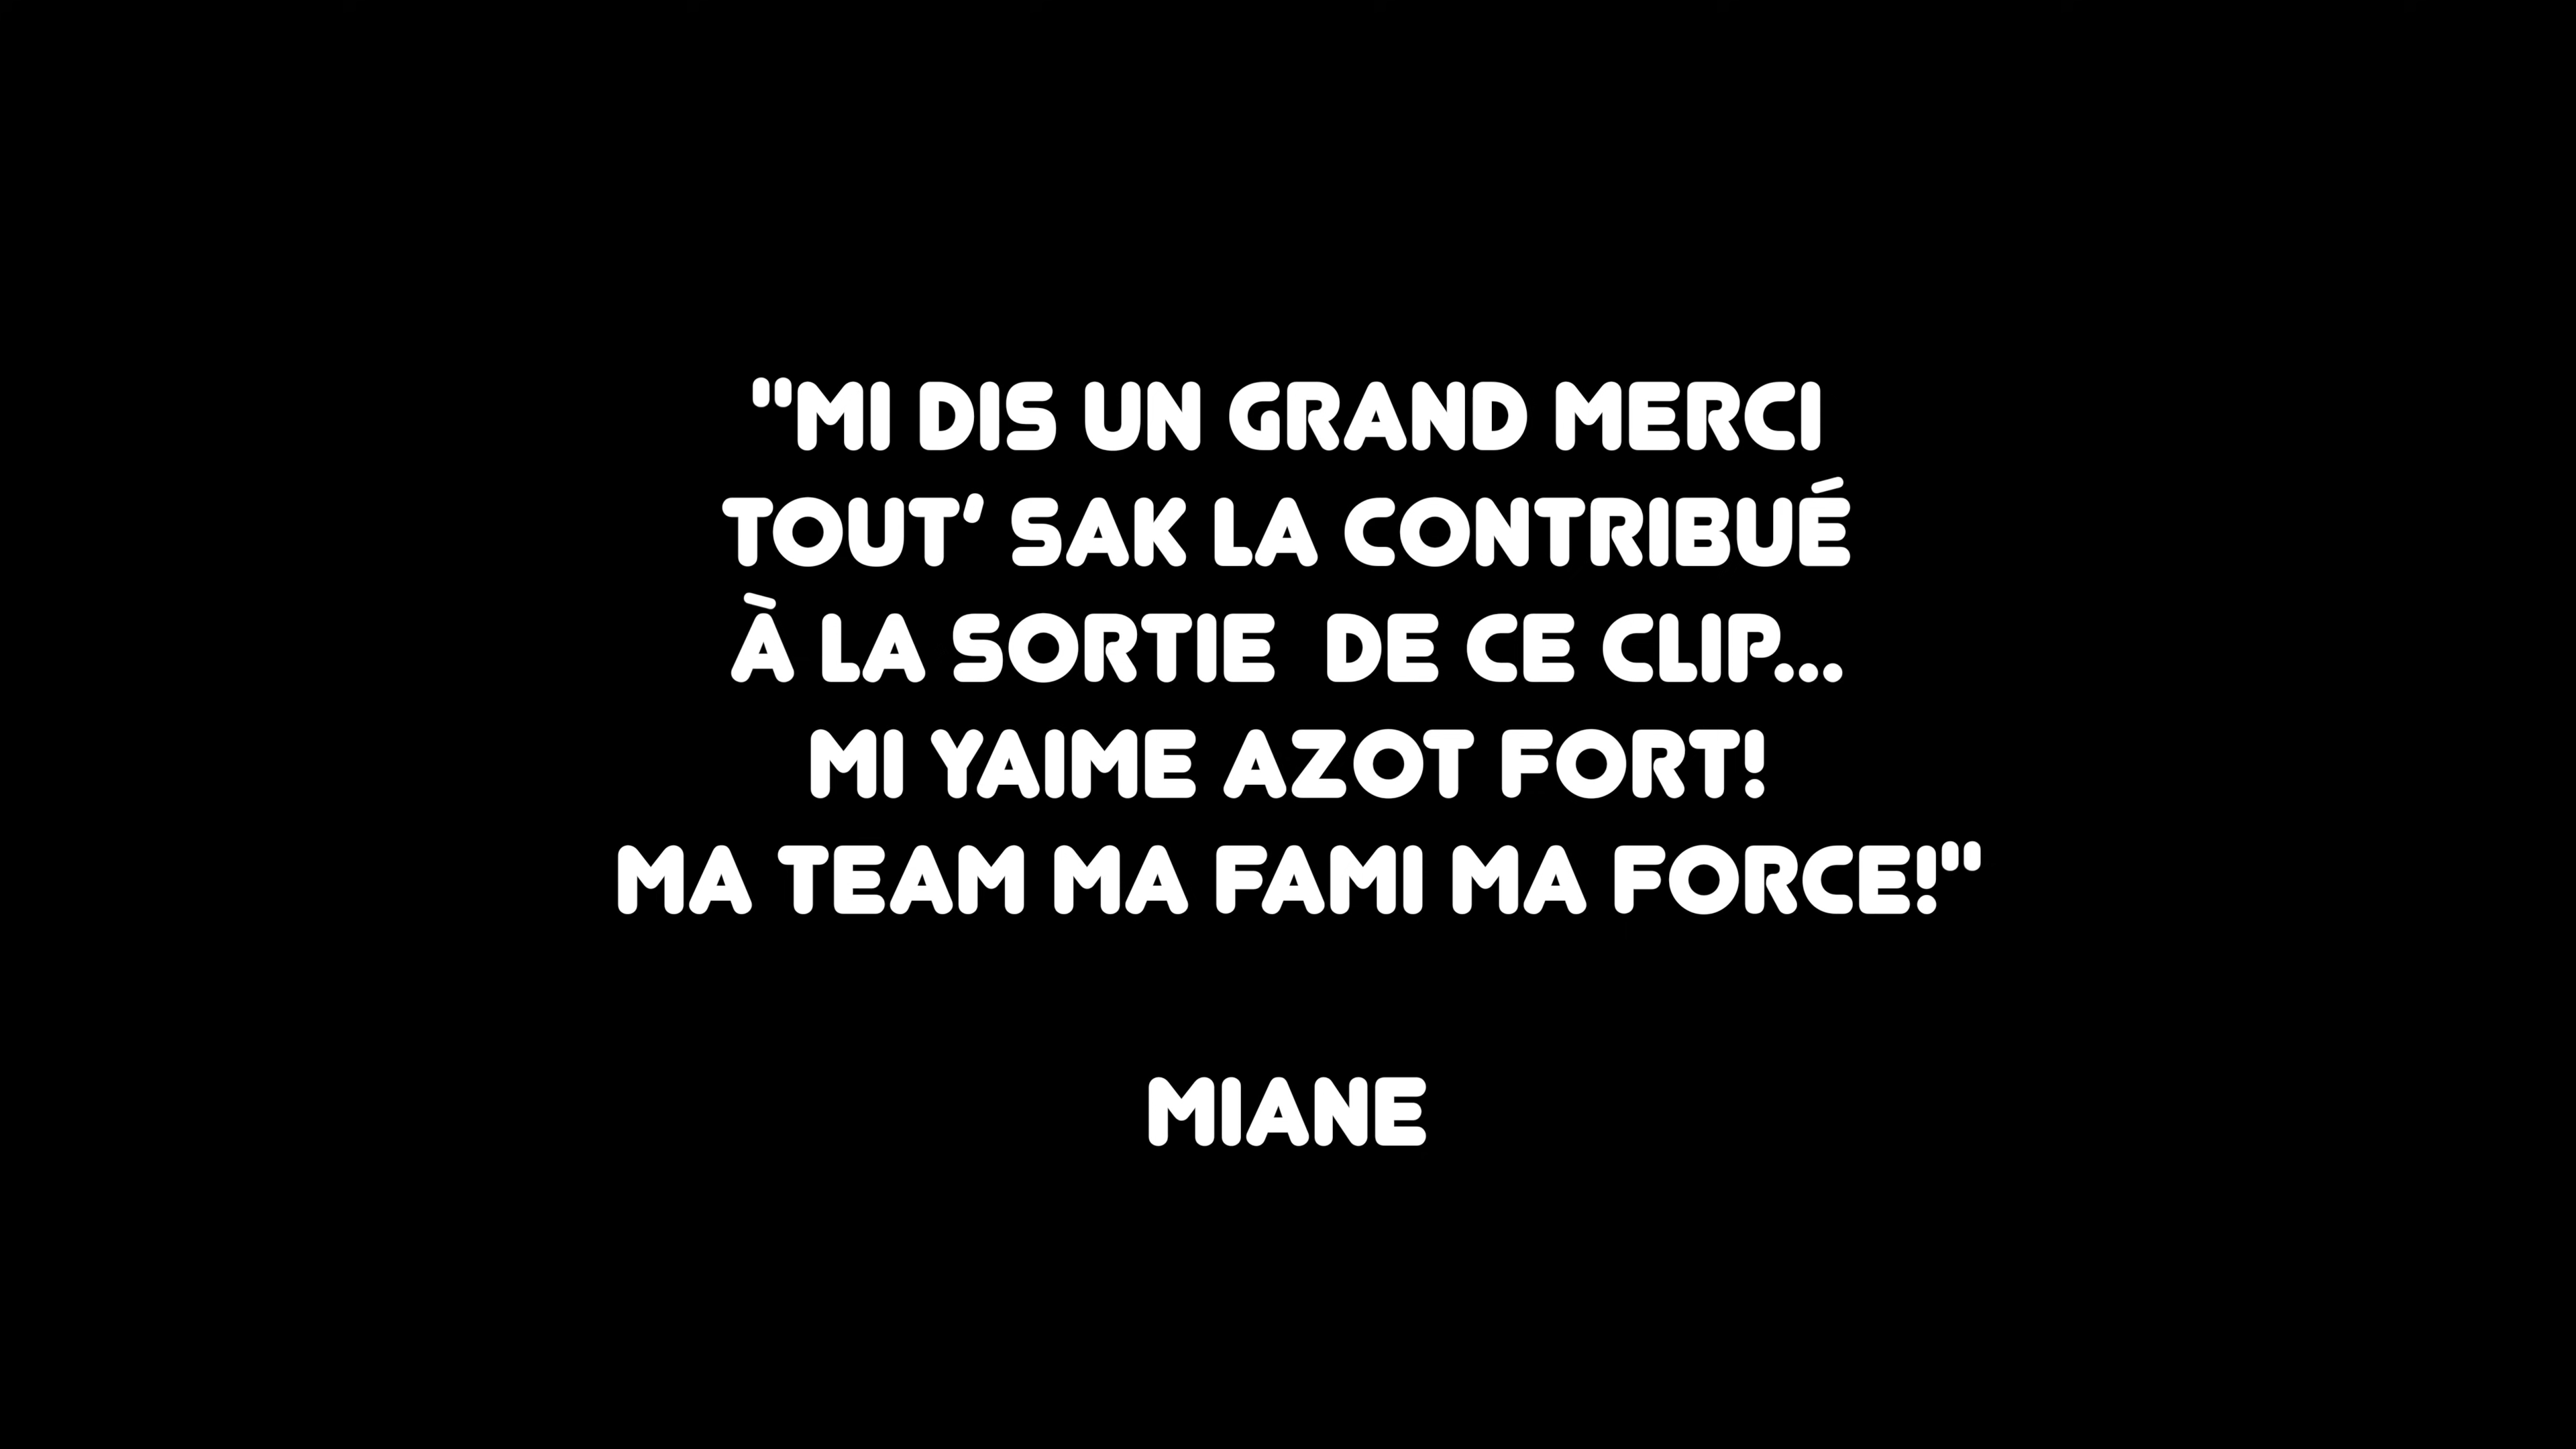 "MI DIS UN GRAND MERCI
TOUT' SAK LA CONTRIBUÉ
À LA SORTIE  DE CE CLIP...
MI YAIME AZOT FORT!
MA TEAM MA FAMI MA FORCE!"
MIANE